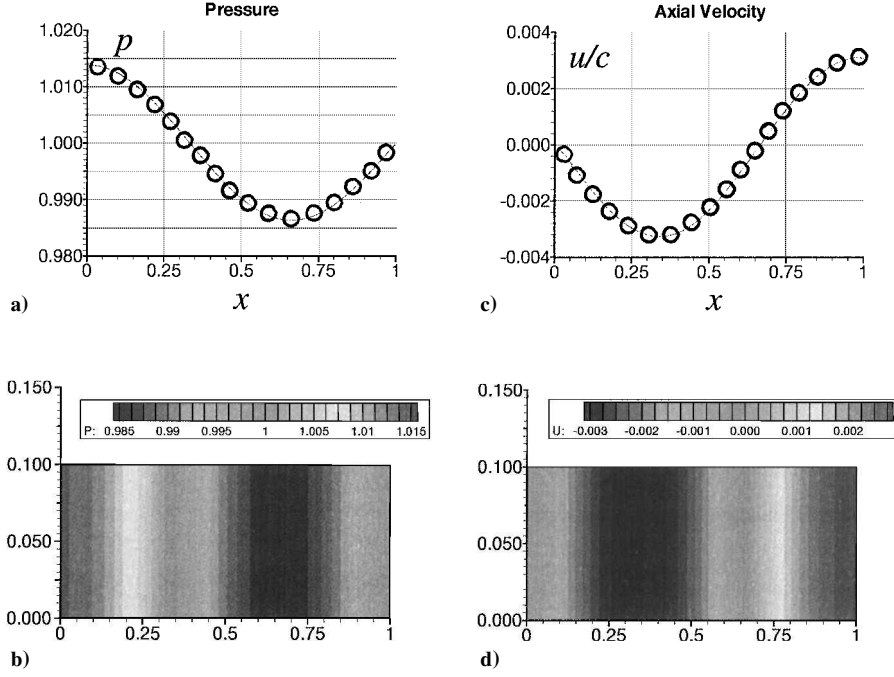 Pressure
1.020
p
1.010
1.000
0.990
0.980
0 0.25 0.5 0.75 1
a)
x
Axial Velocity
0.004
u/c
0.002
0.000
-0.002
-0.004
0 0.25 0.5 0.75 1
c)
x
0.150
P: 0.985 0.99 0.995 1 1.005 1.01 1.015
0.100
0.050
0.000
0 0.25 0.5 0.75 1
b)
0.150
U: -0.003 -0.002 -0.001 0.000 0.001 0.002
0.100
0.050
0.000
0 0.25 0.50 0.75 1
d)